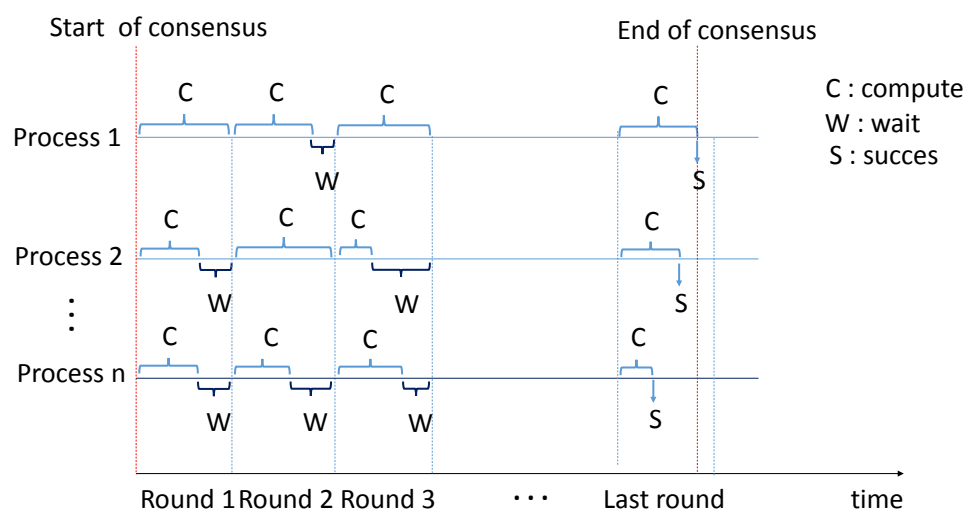 Start of consensus
End of consensus
C : compute
W : wait
S : succes
C
C
C
C
Process 1
W
S
C
C
C
C
Process 2
W
W
S
⋮
C
C
C
C
Process n
W
W
W
S
Round 1 Round 2 Round 3 ... Last round time